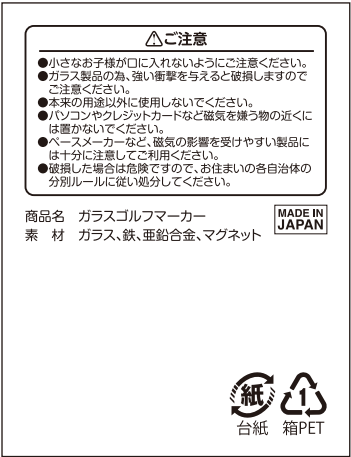 ⚠ご注意
●小さなお子様が口に入れないようにご注意ください。
●ガラス製品の為、強い衝撃を与えると破損しますので
ご注意ください。
●本来の用途以外に使用しないでください。
●パソコンやクレジットカードなど磁気を嫌う物の近くに
は置かないでください。
●ペースメーカーなど、磁気の影響を受けやすい製品に
は十分に注意してご利用ください。
●破損した場合は危険ですので、お住まいの各自治体の
分別ルールに従い処分してください。
商品名 ガラスゴルフマーカー
素 材 ガラス、鉄、亜鉛合金、マグネット
MADE IN
JAPAN
紙 1
台紙 箱PET